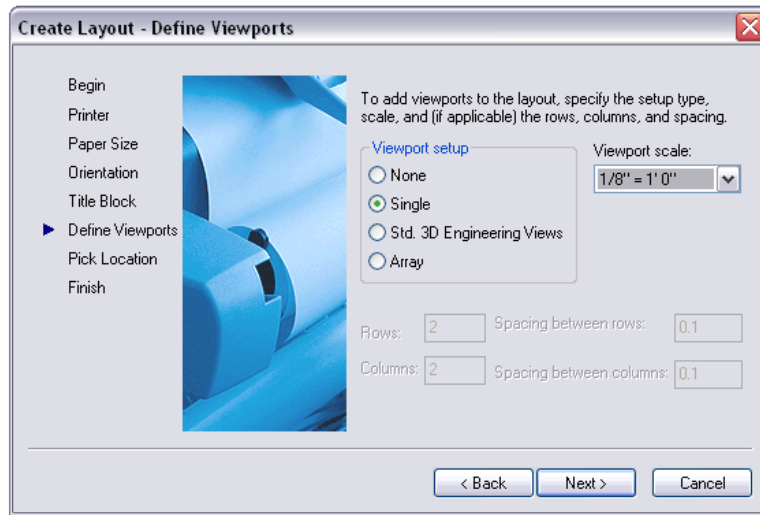 Create Layout - Define Viewports
Begin
Printer
Paper Size
Orientation
Title Block
Define Viewports
Pick Location
Finish
To add viewports to the layout, specify the setup type,
scale, and (if applicable) the rows, columns, and spacing.
Viewport setup
None
Single
Std. 3D Engineering Views
Array
Viewport scale:
1/8" = 1' 0"
Rows: 2 Spacing between rows: 0.1
Columns: 2 Spacing between columns: 0.1
< Back Next > Cancel